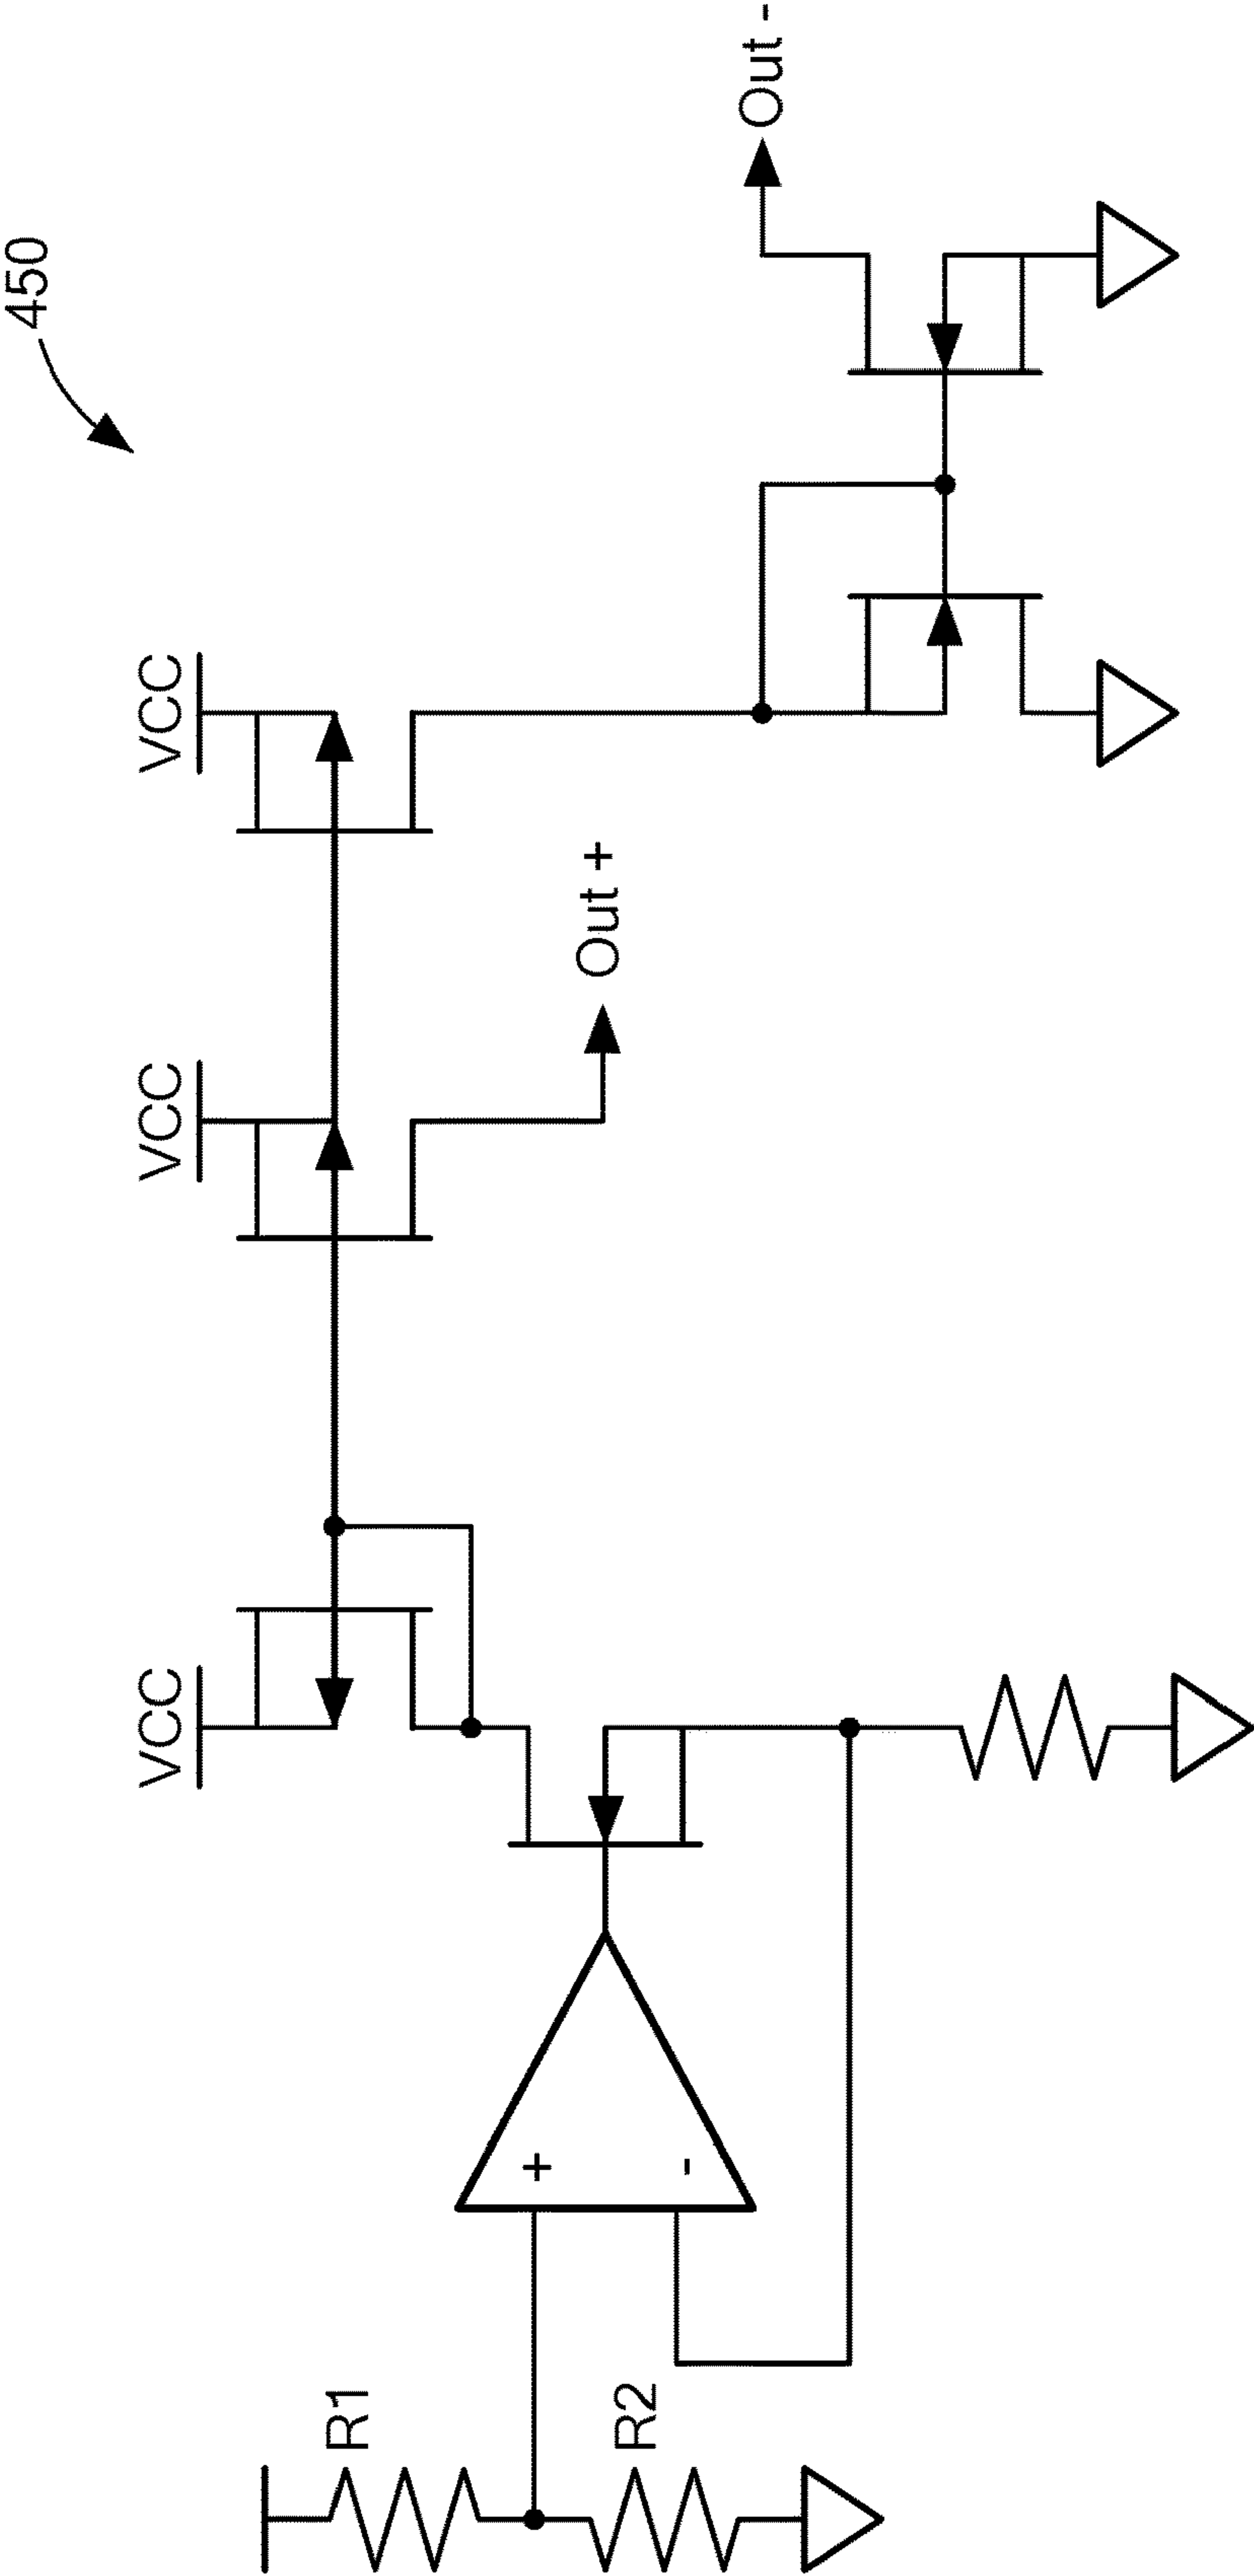 450
VCC
VCC
VCC
Out +
Out -
R1
R2
+
-